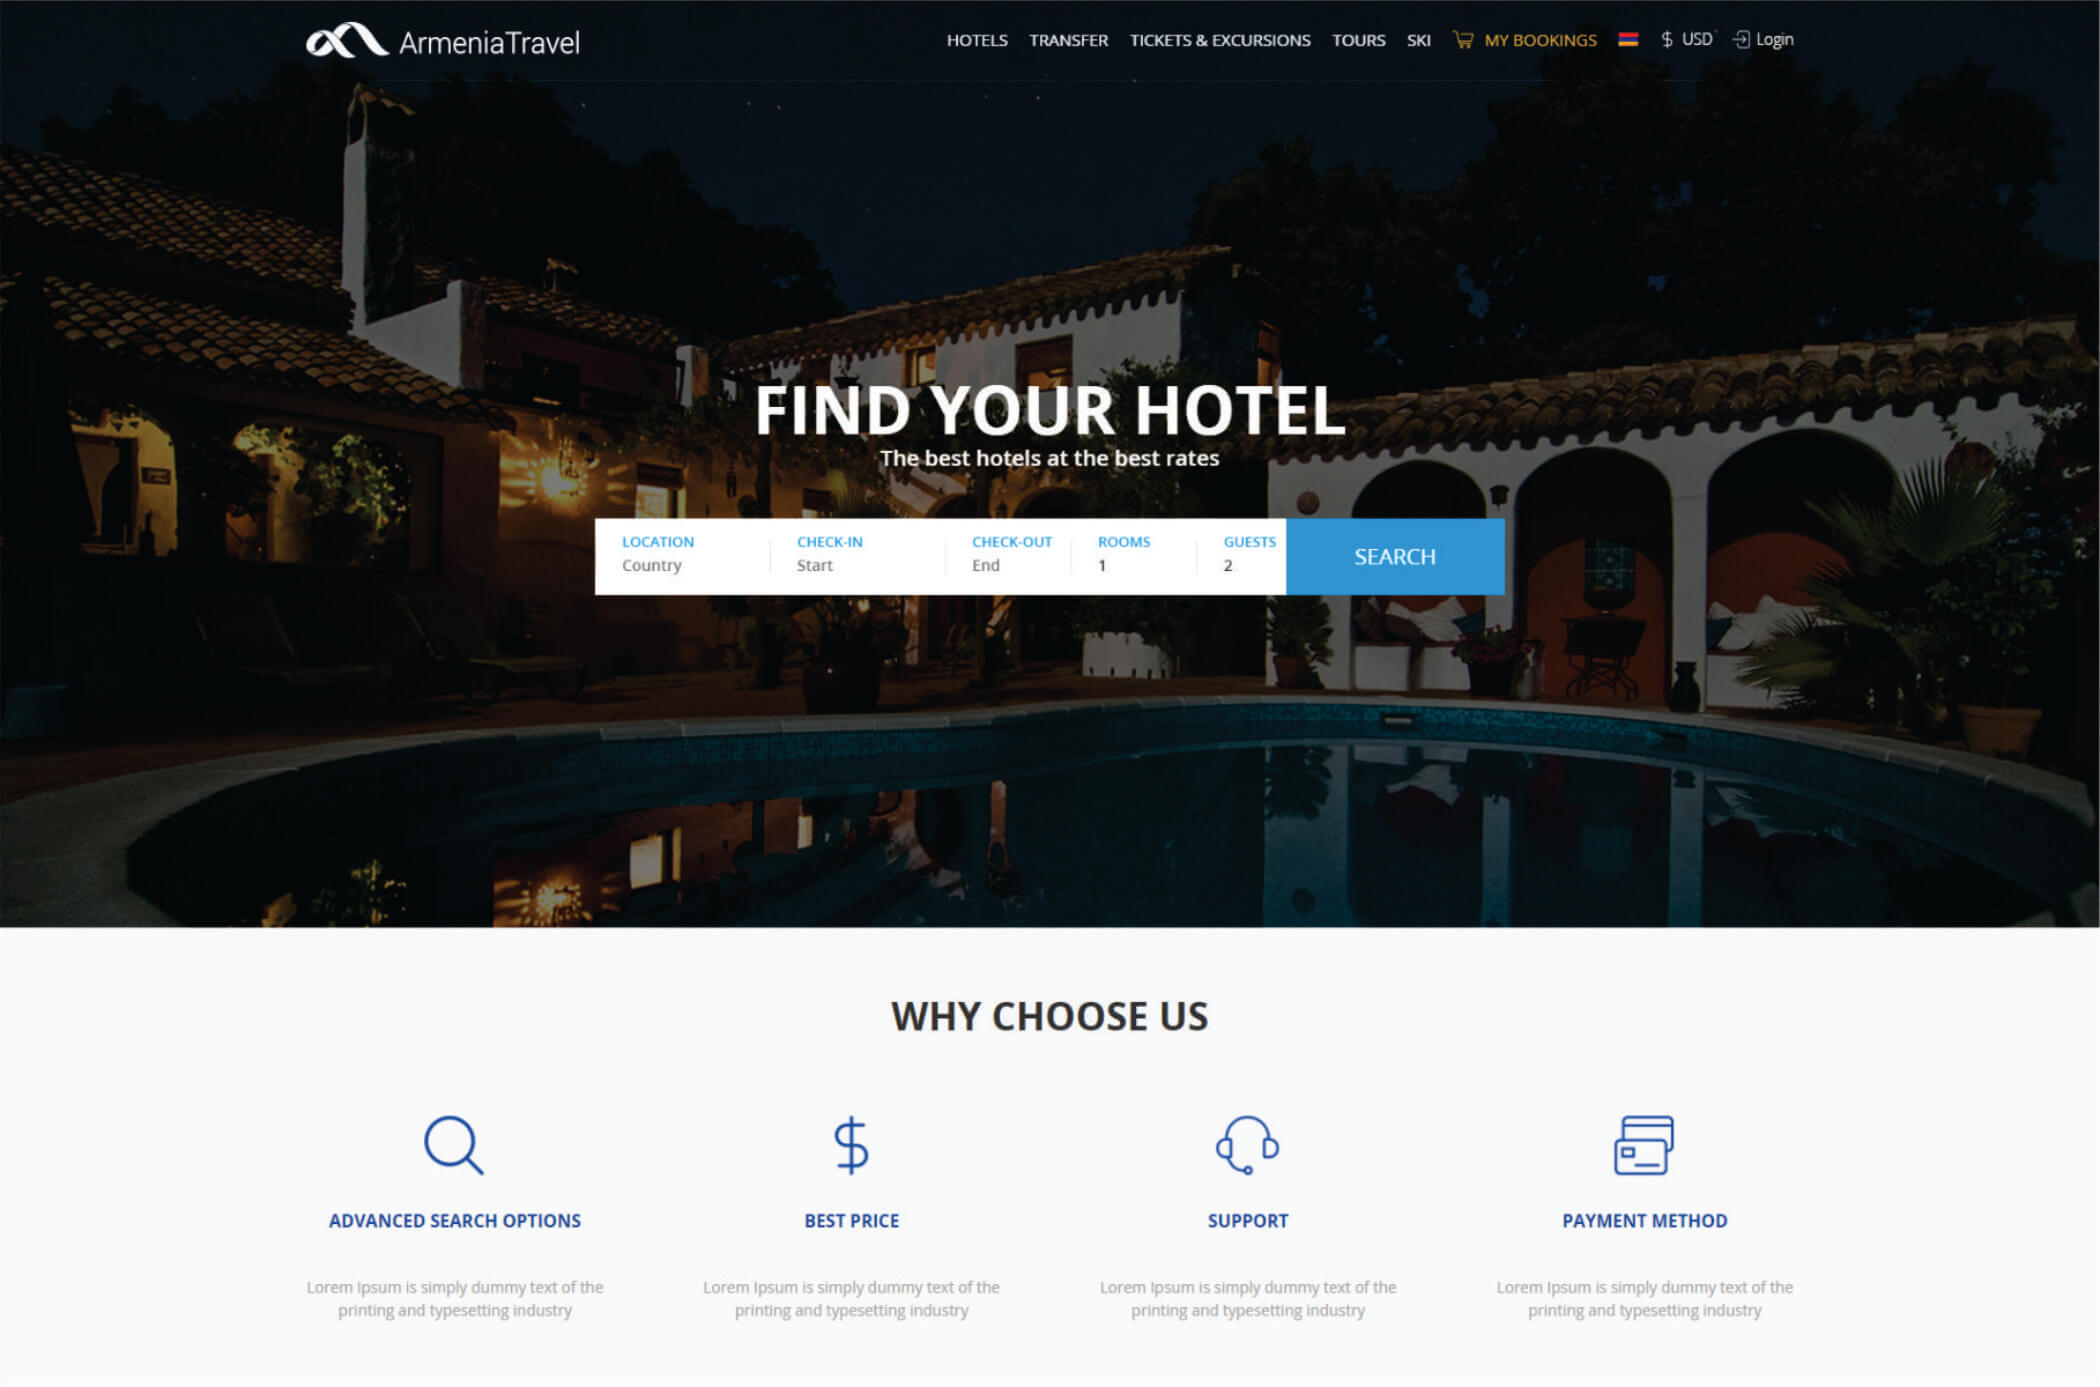 ArmeniaTravel
HOTELS TRANSFER TICKETS & EXCURSIONS TOURS SKI MY BOOKINGS $ USD Login
FIND YOUR HOTEL
The best hotels at the best rates
LOCATION CHECK-IN CHECK-OUT ROOMS GUESTS
Country Start End 1 2
SEARCH
WHY CHOOSE US
ADVANCED SEARCH OPTIONS
Lorem Ipsum is simply dummy text of the
printing and typesetting industry
BEST PRICE
Lorem Ipsum is simply dummy text of the
printing and typesetting industry
SUPPORT
Lorem Ipsum is simply dummy text of the
printing and typesetting industry
PAYMENT METHOD
Lorem Ipsum is simply dummy text of the
printing and typesetting industry